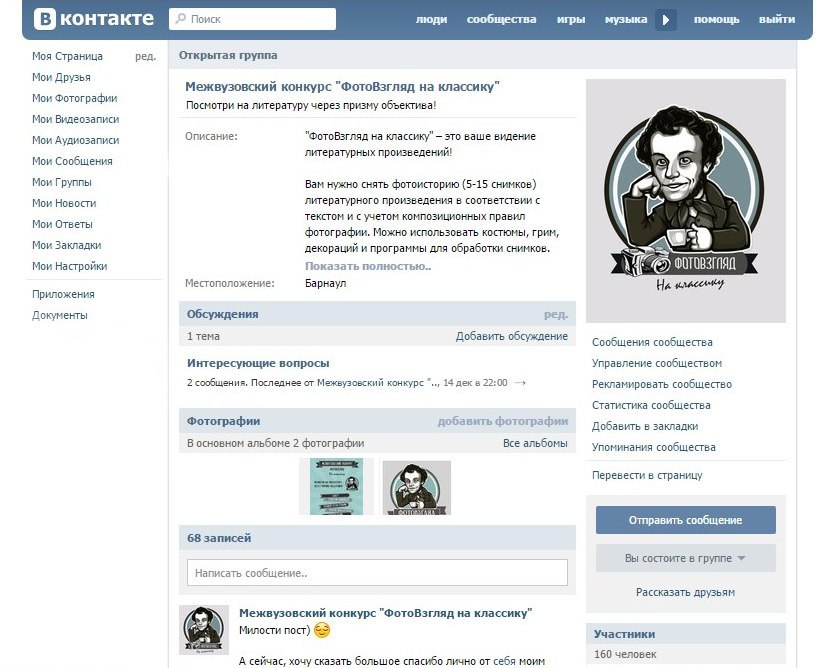 В контакте
Поиск
люди сообщества игры музыка помощь выйти
Моя Страница ред.
Мои Друзья
Мои Фотографии
Мои Видеозаписи
Мои Аудиозаписи
Мои Сообщения
Мои Группы
Мои Новости
Мои Ответы
Мои Закладки
Мои Настройки
Приложения
Документы
Открытая группа
Межвузовский конкурс "ФотоВзгляд на классику"
Посмотри на литературу через призму объектива!
Описание: "ФотоВзгляд на классику" – это ваше видение
литературных произведений!
Вам нужно снять фотоисторию (5-15 снимков)
литературного произведения в соответствии с
текстом и с учетом композиционных правил
фотографии. Можно использовать костюмы, грим,
декораций и программы для обработки снимков.
Показать полностью..
Местоположение: Барнаул
Обсуждения ред.
1 тема Добавить обсуждение
Интересующие вопросы
2 сообщения. Последнее от Межвузовский конкурс ".., 14 дек в 22:00 →
Фотографии добавить фотографии
В основном альбоме 2 фотографии Все альбомы
ФОТОВЗГЛЯД
68 записей
Написать сообщение..
Межвузовский конкурс "ФотоВзгляд на классику"
Милости пост)
А сейчас, хочу сказать большое спасибо лично от себя моим
ФОТОВЗГЛЯД
На классику
Сообщения сообщества
Управление сообществом
Рекламировать сообщество
Статистика сообщества
Добавить в закладки
Упоминания сообщества
Перевести в страницу
Отправить сообщение
Вы состоите в группе
Рассказать друзьям
Участники
160 человек